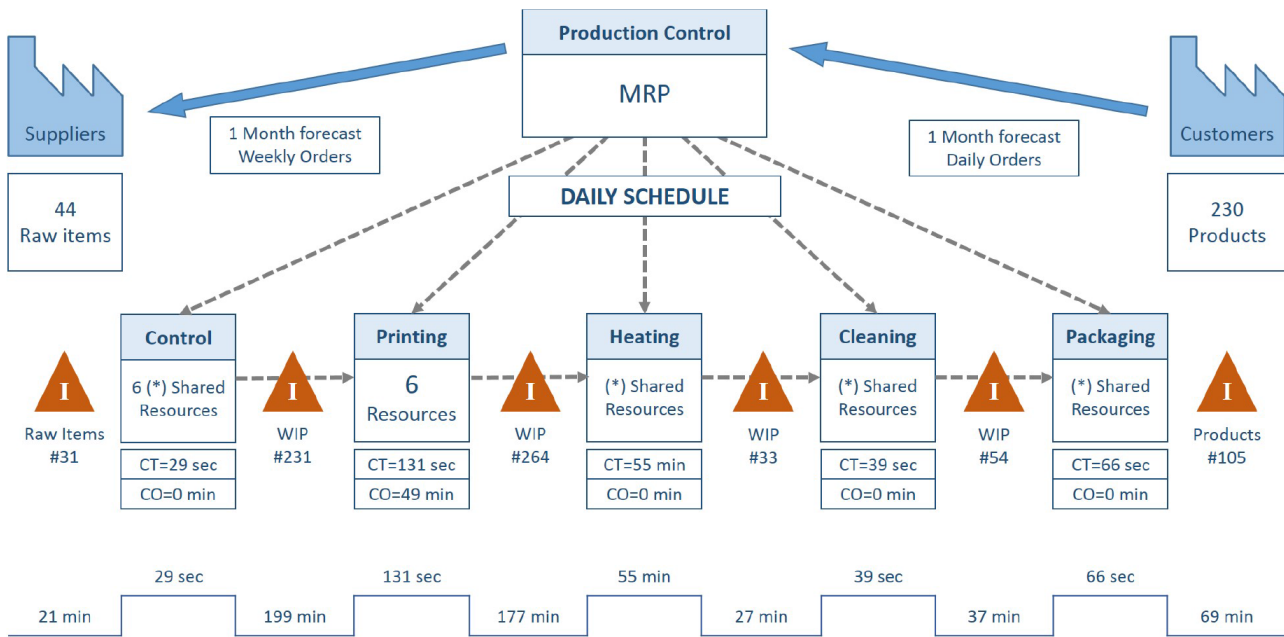 Production Control
MRP
Suppliers
1 Month forecast
Weekly Orders
1 Month forecast
Daily Orders
Customers
44
Raw items
DAILY SCHEDULE
230
Products
Control
Printing
Heating
Cleaning
Packaging
6 (*) Shared
Resources
6
Resources
(*) Shared
Resources
(*) Shared
Resources
(*) Shared
Resources
I
I
I
I
I
I
Raw Items
#31
WIP
#231
WIP
#264
WIP
#33
WIP
#54
Products
#105
CT=29 sec
CO=0 min
CT=131 sec
CO=49 min
CT=55 min
CO=0 min
CT=39 sec
CO=0 min
CT=66 sec
CO=0 min
29 sec
131 sec
55 min
39 sec
66 sec
21 min
199 min
177 min
27 min
37 min
69 min